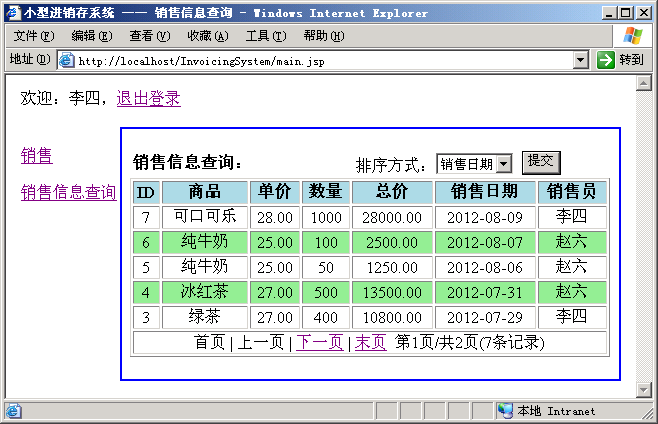 小型进销存系统 —— 销售信息查询 - Windows Internet Explorer
文件(F) 编辑(E) 查看(V) 收藏(A) 工具(T) 帮助(H)
地址(D) http://localhost/InvoicingSystem/main.jsp 转到
欢迎: 李四, 退出登录
销售
销售信息查询
销售信息查询: 排序方式: 销售日期 提交
ID 商品 单价 数量 总价 销售日期 销售员
7 可口可乐 28.00 1000 28000.00 2012-08-09 李四
6 纯牛奶 25.00 100 2500.00 2012-08-07 赵六
5 纯牛奶 25.00 50 1250.00 2012-08-06 赵六
4 冰红茶 27.00 500 13500.00 2012-07-31 赵六
3 绿茶 27.00 400 10800.00 2012-07-29 李四
首页 | 上一页 | 下一页 | 末页 第1页/共2页(7条记录)
本地 Intranet